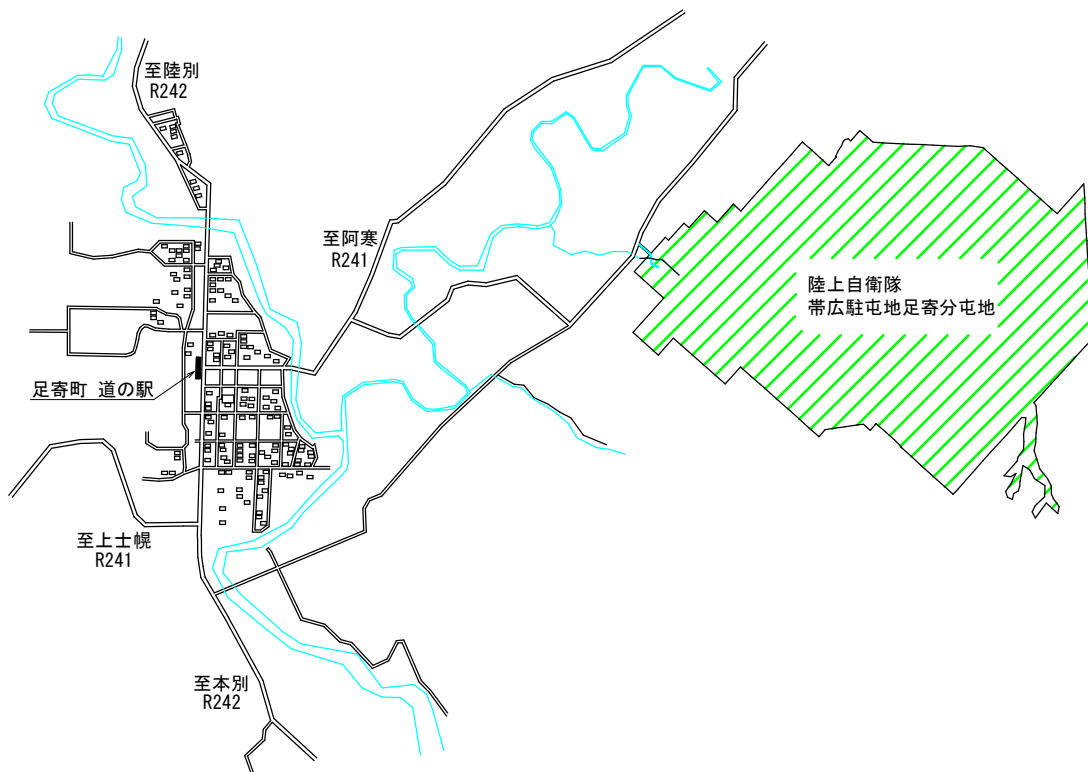 至陸別
R242
至阿寒
R241
陸上自衛隊
帯広駐屯地足寄分屯地
足寄町 道の駅
至上士幌
R241
至本別
R242